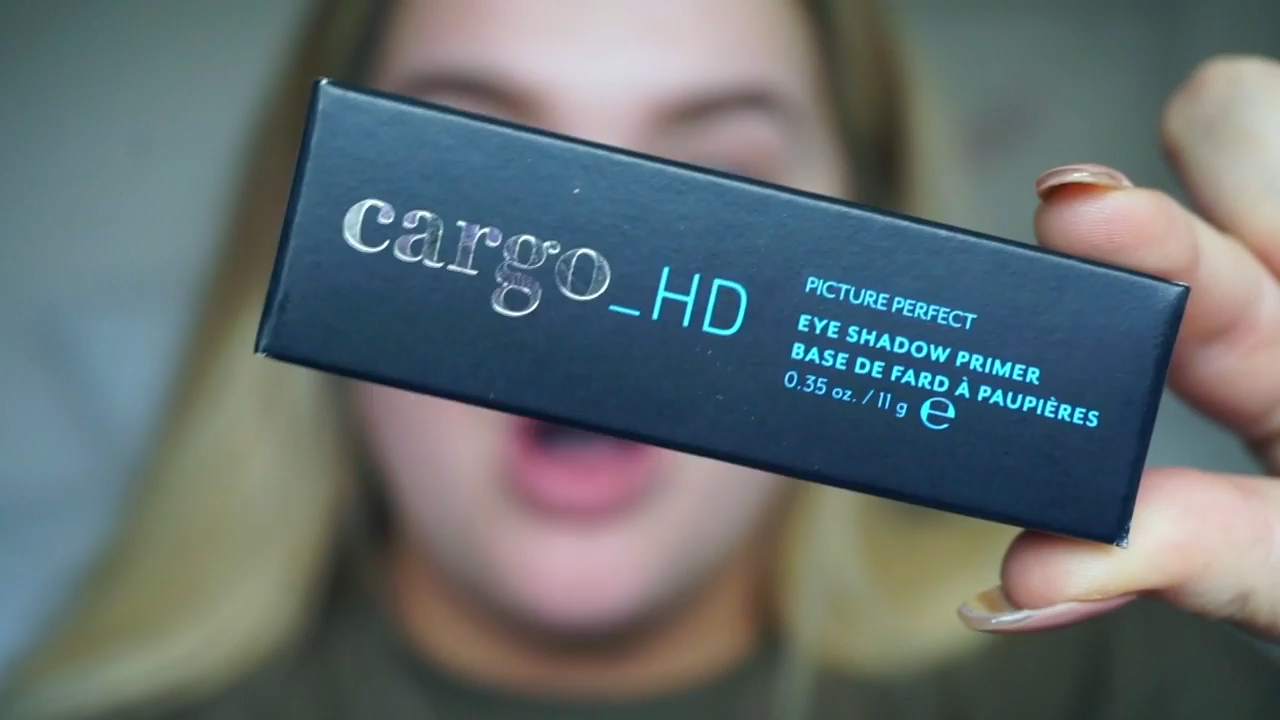 cargo_HD
PICTURE PERFECT
EYE SHADOW PRIMER
BASE DE FARD À PAUPIÈRES
0.35 oz. / 11 g ℮